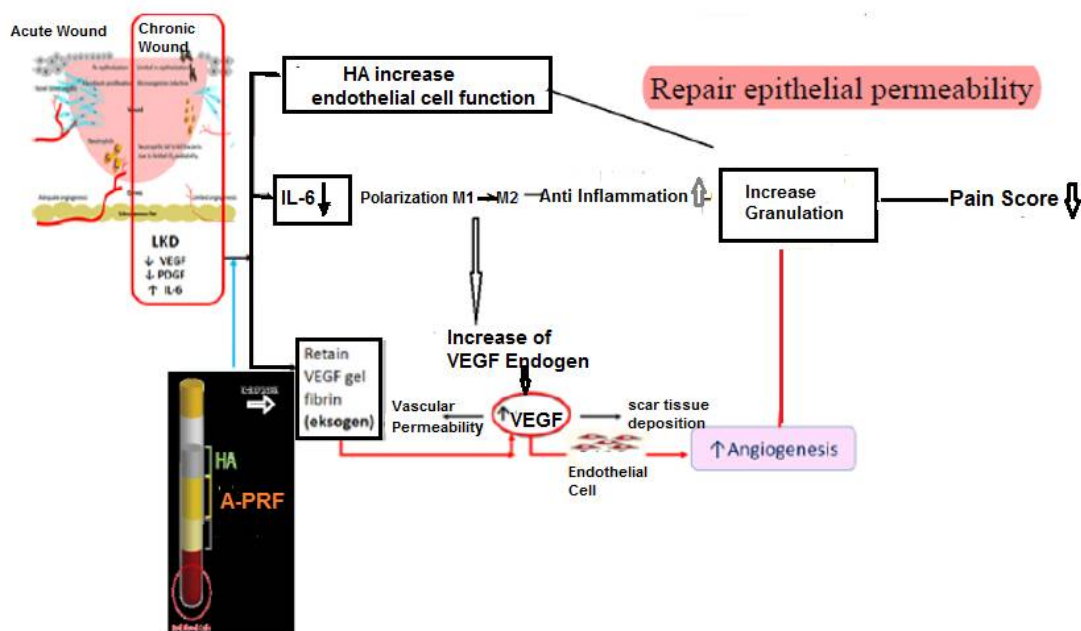 Acute Wound
Chronic
Wound
Wound
Neutrophils
LKD
↓ VEGF
↓ PDGF
↑ IL-6
HA increase
endothelial cell function
Repair epithelial permeability
IL-6
Polarization M1
M2
Anti Inflammation
Increase
Granulation
Pain Score
Increase of
VEGF Endogen
Retain
VEGF gel
fibrin
(eksogen)
Vascular
Permeability
↑VEGF
scar tissue
deposition
Endothelial
Cell
↑Angiogenesis
HA
A-PRF